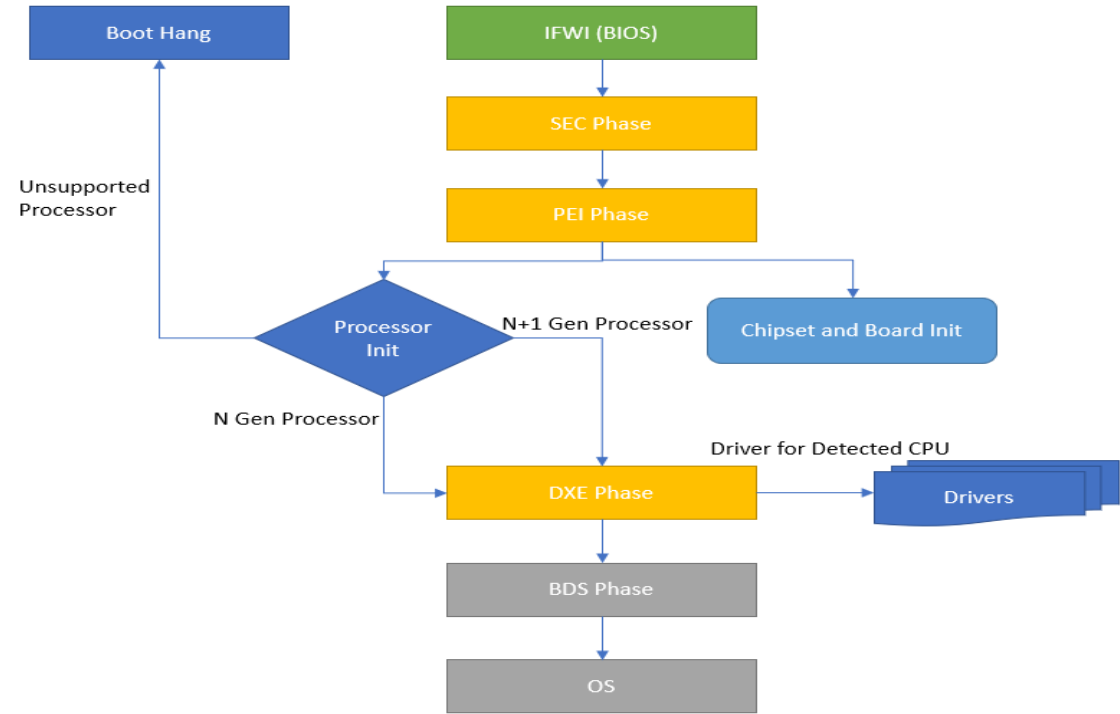 Boot Hang
IFWI (BIOS)
SEC Phase
Unsupported
Processor
PEI Phase
Processor
Init
N+1 Gen Processor
Chipset and Board Init
N Gen Processor
Driver for Detected CPU
DXE Phase
Drivers
BDS Phase
OS